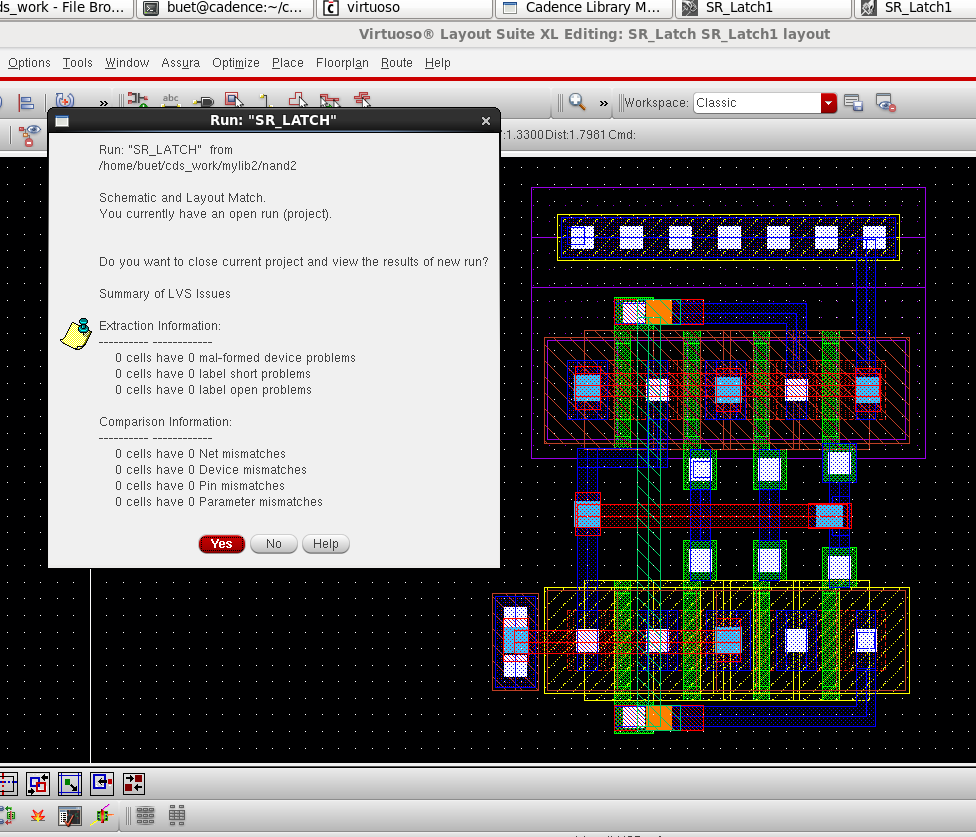 ds_work - File Bro...
buet@cadence:~/c...
virtuoso
Cadence Library M...
SR_Latch1
SR_Latch1
Virtuoso® Layout Suite XL Editing: SR_Latch SR_Latch1 layout
Options Tools Window Assura Optimize Place Floorplan Route Help
abc
» » Workspace: Classic
:1.3300 Dist:1.7981 Cmd:
Run: "SR_LATCH"
Run: "SR_LATCH" from
/home/buet/cds_work/mylib2/nand2
Schematic and Layout Match.
You currently have an open run (project).
Do you want to close current project and view the results of new run?
Summary of LVS Issues
Extraction Information:
---------- ------------
0 cells have 0 mal-formed device problems
0 cells have 0 label short problems
0 cells have 0 label open problems
Comparison Information:
---------- ------------
0 cells have 0 Net mismatches
0 cells have 0 Device mismatches
0 cells have 0 Pin mismatches
0 cells have 0 Parameter mismatches
Yes No Help